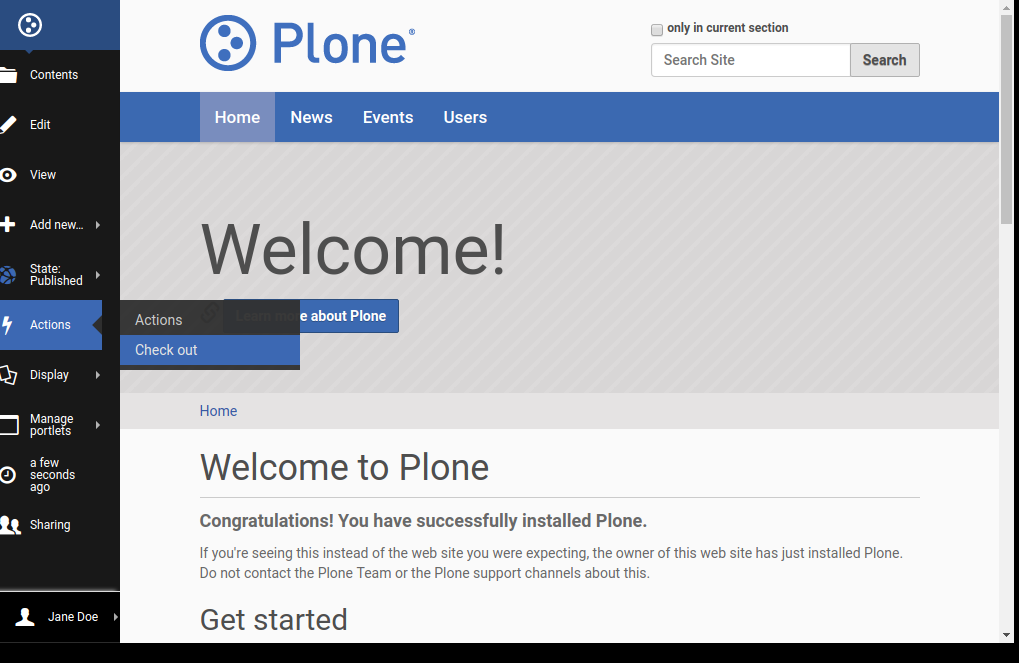 Contents
Edit
View
Add new...
State:
Published
Actions
Display
Manage
portlets
a few
seconds
ago
Sharing
Jane Doe
Actions
Check out
Plone®
only in current section
Search Site
Search
Home
News
Events
Users
Welcome!
Learn more about Plone
Home
Welcome to Plone
Congratulations! You have successfully installed Plone.
If you're seeing this instead of the web site you were expecting, the owner of this web site has just installed Plone.
Do not contact the Plone Team or the Plone support channels about this.
Get started